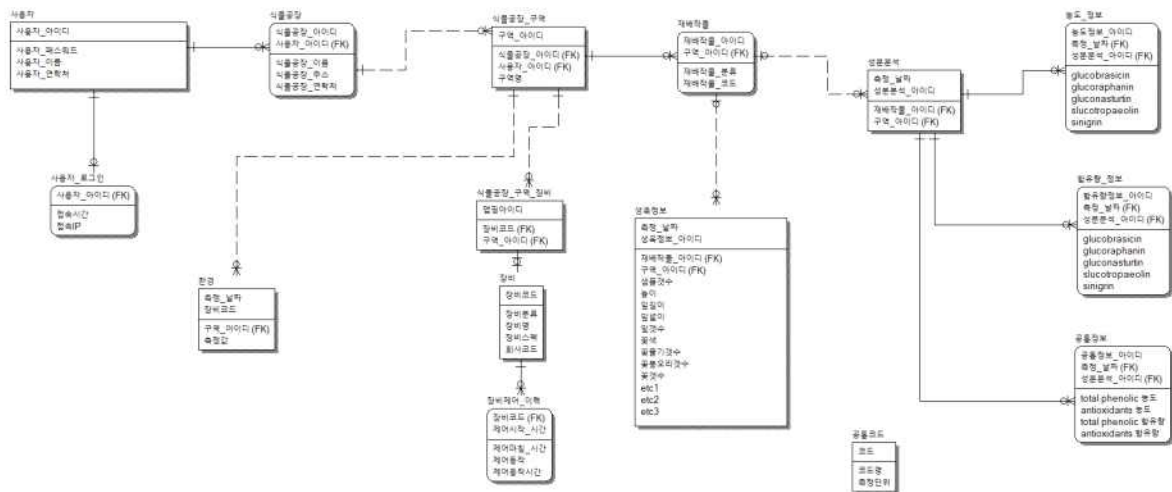 사용자
사용자_아이디
사용자_패스워드
사용자_이름
사용자_연락처
식물공장
식물공장_아이디
사용자_아이디 (FK)
식물공장_이름
식물공장_주소
식물공장_연락처
식물공장_구역
구역_아이디
식물공장_아이디 (FK)
사용자_아이디 (FK)
구역명
재배작물
재배작물_아이디
구역_아이디 (FK)
재배작물_분류
재배작물_코드
성분분석
측정_날짜
성분분석_아이디
재배작물_아이디 (FK)
구역_아이디 (FK)
농도_정보
농도정보_아이디
측정_날짜 (FK)
성분분석_아이디 (FK)
glucobrasicin
glucoraphanin
gluconasturtin
slucotropaeolin
sinigrin
사용자_로그인
사용자_아이디 (FK)
접속시간
접속IP
식물공장_구역_장비
맵핑아이디
장비코드 (FK)
구역_아이디 (FK)
함유량_정보
함유량정보_아이디
측정_날짜 (FK)
성분분석_아이디 (FK)
glucobrasicin
glucoraphanin
gluconasturtin
slucotropaeolin
sinigrin
생육정보
측정_날짜
생육정보_아이디
재배작물_아이디 (FK)
구역_아이디 (FK)
샘플갯수
높이
잎길이
잎넓이
잎갯수
꽃색
꽃줄기갯수
꽃봉오리갯수
꽃갯수
etc1
etc2
etc3
환경
측정_날짜
장비코드
구역_아이디 (FK)
측정값
장비
장비코드
장비분류
장비명
장비스펙
회사코드
장비제어_이력
장비코드 (FK)
제어시작_시간
제어마침_시간
제어동작
제어동작시간
공통정보
공통정보_아이디
측정_날짜 (FK)
성분분석_아이디 (FK)
total phenolic 농도
antioxidants 농도
total phenolic 함유량
antioxidants 함유량
공통코드
코드
코드명
측정단위